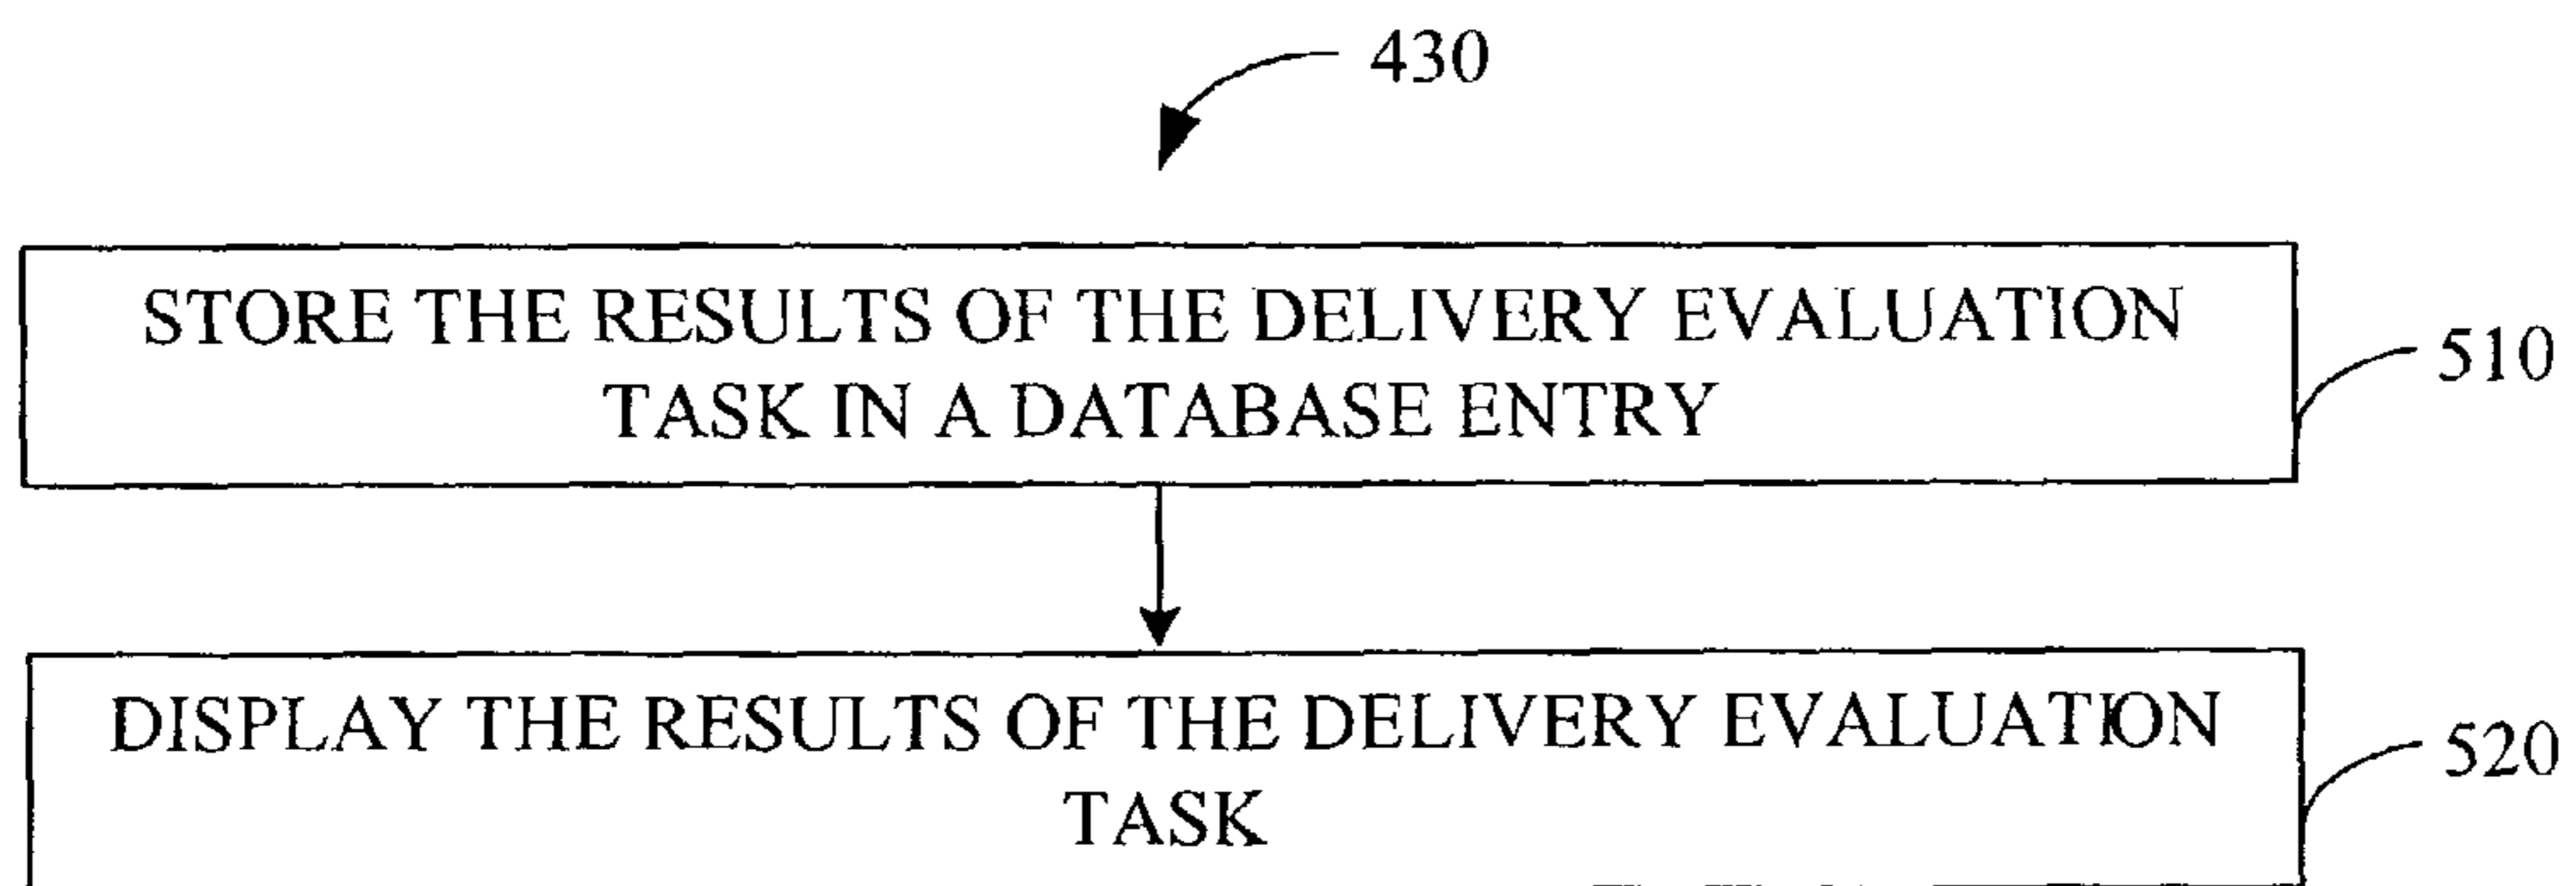 430
STORE THE RESULTS OF THE DELIVERY EVALUATION
TASK IN A DATABASE ENTRY
510
DISPLAY THE RESULTS OF THE DELIVERY EVALUATION
TASK
520